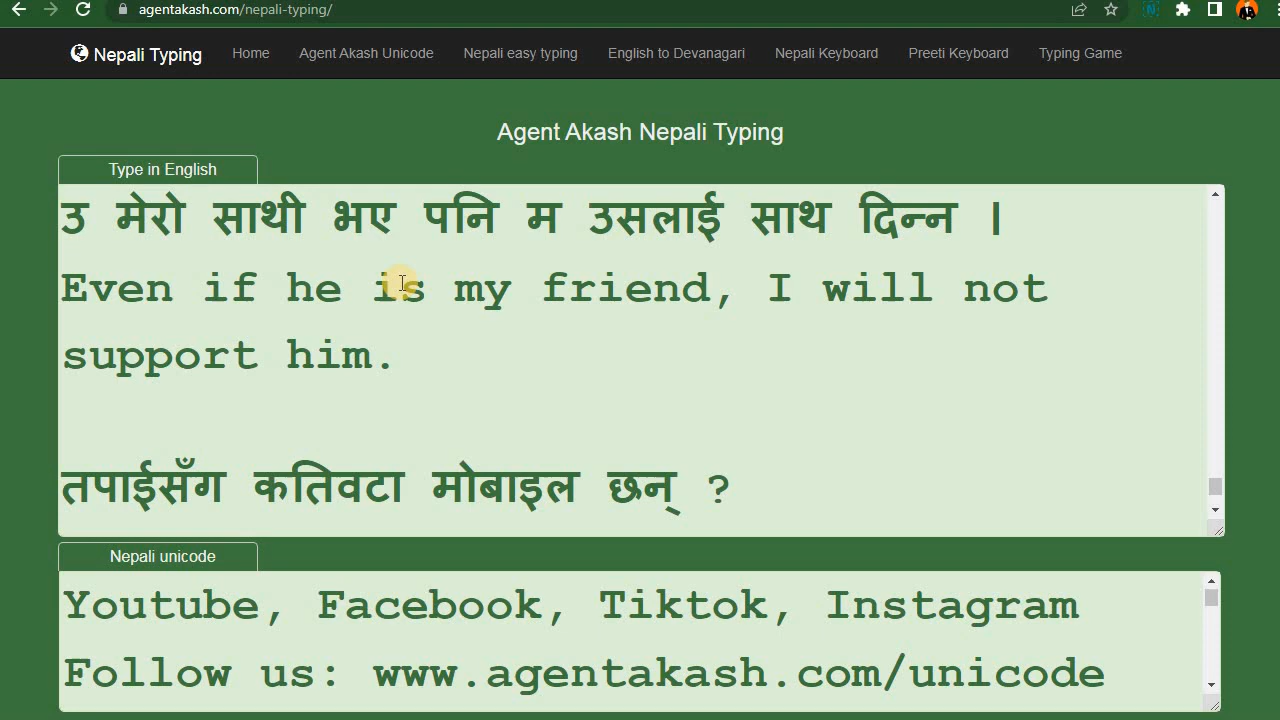 agentakash.com/nepali-typing/
Nepali Typing Home Agent Akash Unicode Nepali easy typing English to Devanagari Nepali Keyboard Preeti Keyboard Typing Game
Agent Akash Nepali Typing
Type in English
उ मेरो साथी भए पनि म उसलाई साथ दिन्न ।
Even if he is my friend, I will not
support him.
तपाईसँग कतिवटा मोबाइल छन् ?
Nepali unicode
Youtube, Facebook, Tiktok, Instagram
Follow us: www.agentakash.com/unicode